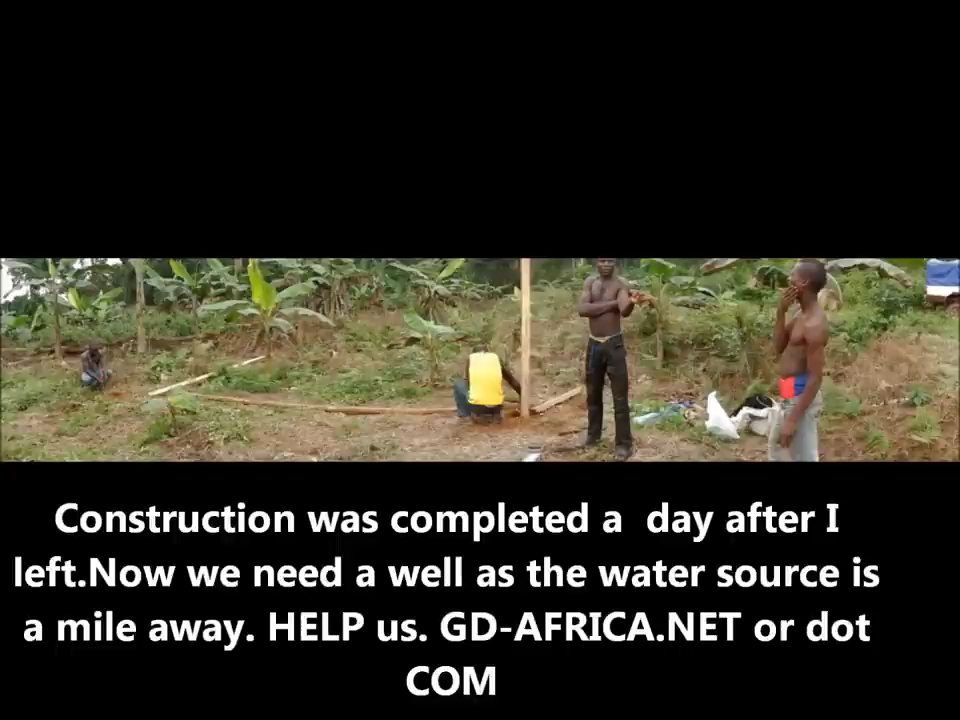 Construction was completed a  day after I
left.Now we need a well as the water source is
a mile away. HELP us. GD-AFRICA.NET or dot
COM